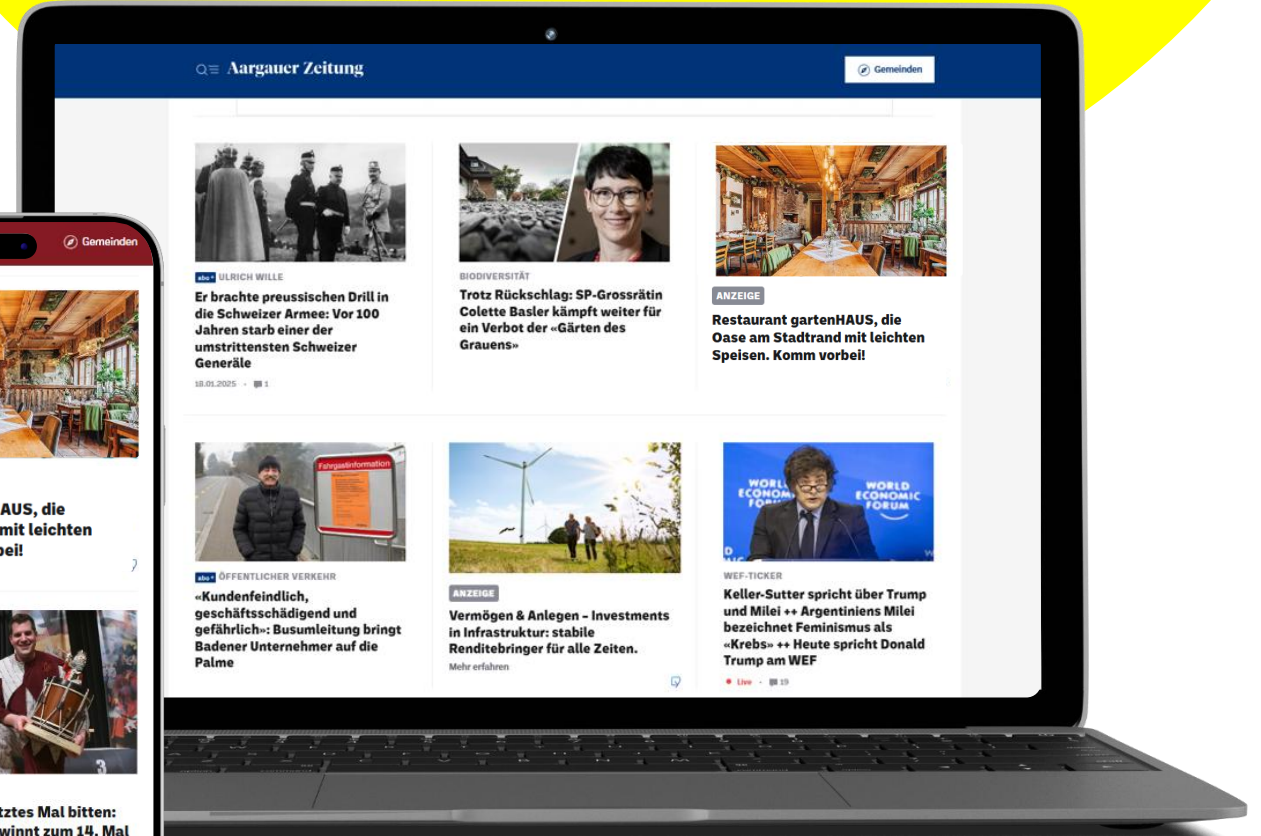 Aargauer Zeitung
Gemeinden
abo+ ULRICH WILLE
Er brachte preussischen Drill in
die Schweizer Armee: Vor 100
Jahren starb einer der
umstrittensten Schweizer
Generäle
18.01.2025 · 1
BIODIVERSITÄT
Trotz Rückschlag: SP-Grossrätin
Colette Basler kämpft weiter für
ein Verbot der «Gärten des
Grauens»
ANZEIGE
Restaurant gartenHAUS, die
Oase am Stadtrand mit leichten
Speisen. Komm vorbei!
Fahrgastinformation
abo+ ÖFFENTLICHER VERKEHR
«Kundenfeindlich,
geschäftsschädigend und
gefährlich»: Busumleitung bringt
Badener Unternehmer auf die
Palme
ANZEIGE
Vermögen & Anlegen – Investments
in Infrastruktur: stabile
Renditebringer für alle Zeiten.
Mehr erfahren
WORLD
ECONOMIC
FORUM
WORLD
ECONOMIC
FORUM
WEF-TICKER
Keller-Sutter spricht über Trump
und Milei ++ Argentiniens Milei
bezeichnet Feminismus als
«Krebs» ++ Heute spricht Donald
Trump am WEF
Live · 19
Gemeinden
AUS, die
mit leichten
bei!
3
tztes Mal bitten:
winnt zum 14. Mal